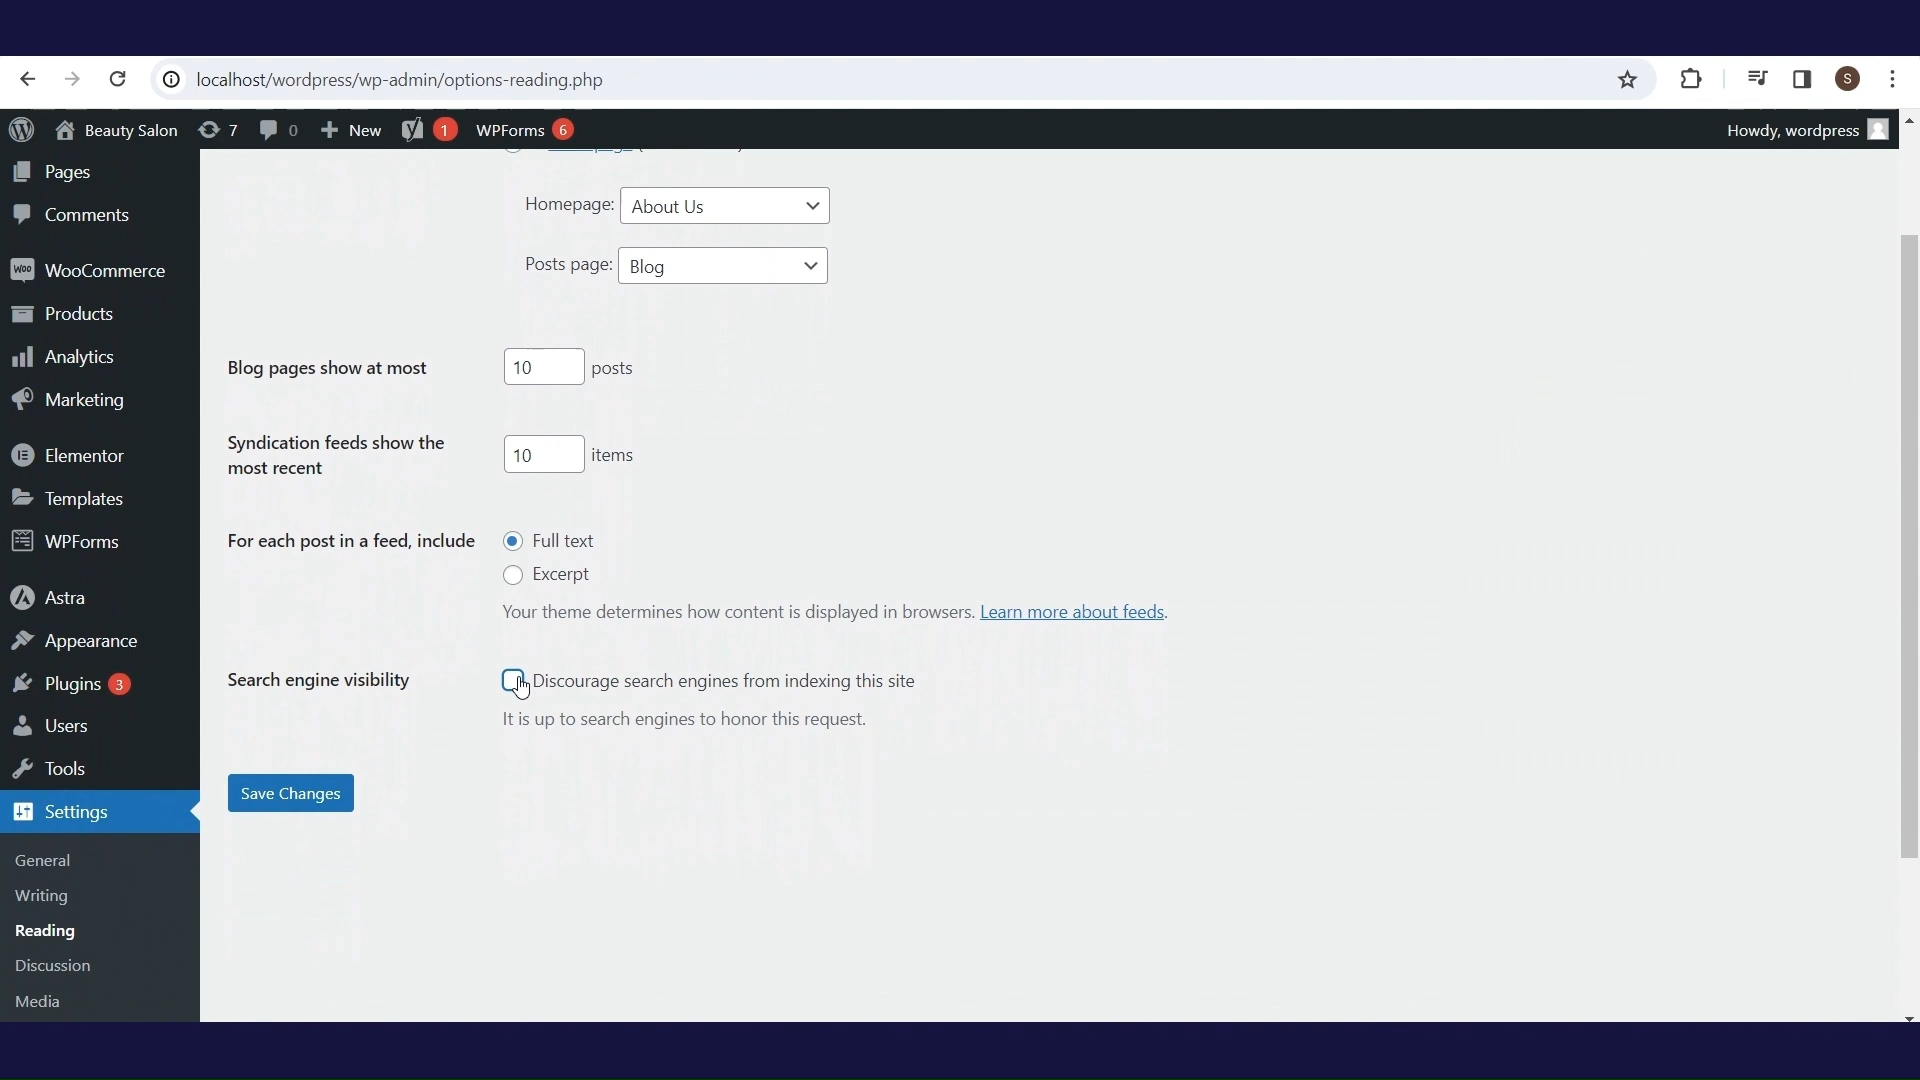 localhost/wordpress/wp-admin/options-reading.php
S
Beauty Salon 7 0 New 1 WPForms 6 Howdy, wordpress
Pages
Comments
WooCommerce
Products
Analytics
Marketing
Elementor
Templates
WPForms
Astra
Appearance
Plugins 3
Users
Tools
Settings
General
Writing
Reading
Discussion
Media
Homepage: About Us
Posts page: Blog
Blog pages show at most 10 posts
Syndication feeds show the
most recent 10 items
For each post in a feed, include Full text
Excerpt
Your theme determines how content is displayed in browsers. Learn more about feeds.
Search engine visibility Discourage search engines from indexing this site
It is up to search engines to honor this request.
Save Changes